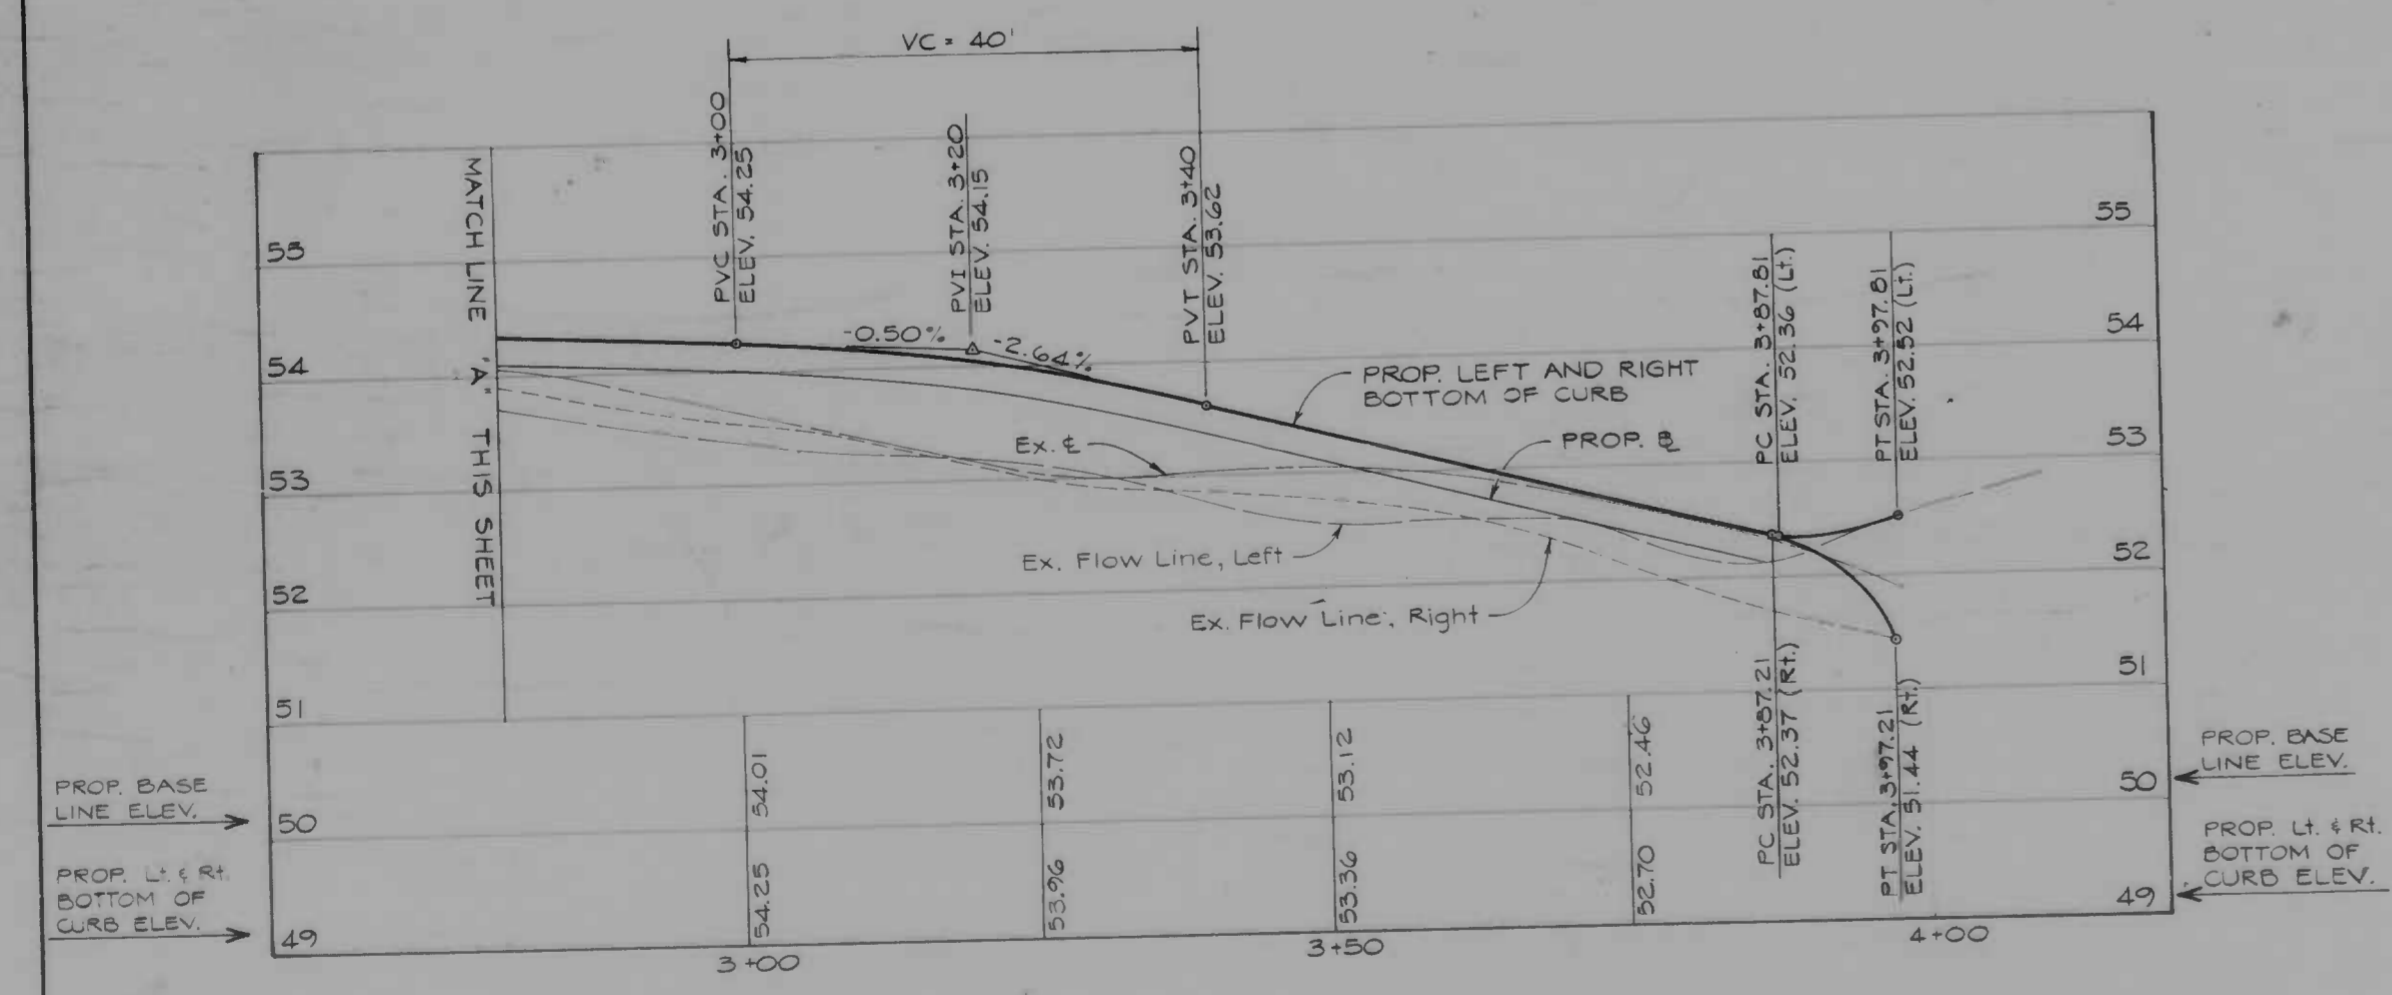 VC = 40'
PVC STA. 3+00
ELEV. 54.25
PVI STA. 3+20
ELEV. 54.15
PVT STA. 3+40
ELEV. 53.62
PC STA. 3+87.81
ELEV. 52.36 (Lt.)
PT STA. 3+97.81
ELEV. 52.52 (Lt.)
MATCH LINE "A" THIS SHEET
55
54
53
52
51
50
49
55
54
53
52
51
50
49
-0.50%
-2.64%
PROP. LEFT AND RIGHT
BOTTOM OF CURB
Ex. ℄
PROP. B̲L
Ex. Flow Line, Left
Ex. Flow Line, Right
PC STA. 3+87.21
ELEV. 52.37 (Rt.)
PT STA. 3+97.21
ELEV. 51.44 (Rt.)
PROP. BASE
LINE ELEV.
54.01
53.72
53.12
52.46
PROP. BASE
LINE ELEV.
PROP. Lt. & Rt.
BOTTOM OF
CURB ELEV.
54.25
53.96
53.36
52.70
PROP. Lt. & Rt.
BOTTOM OF
CURB ELEV.
3+00
3+50
4+00